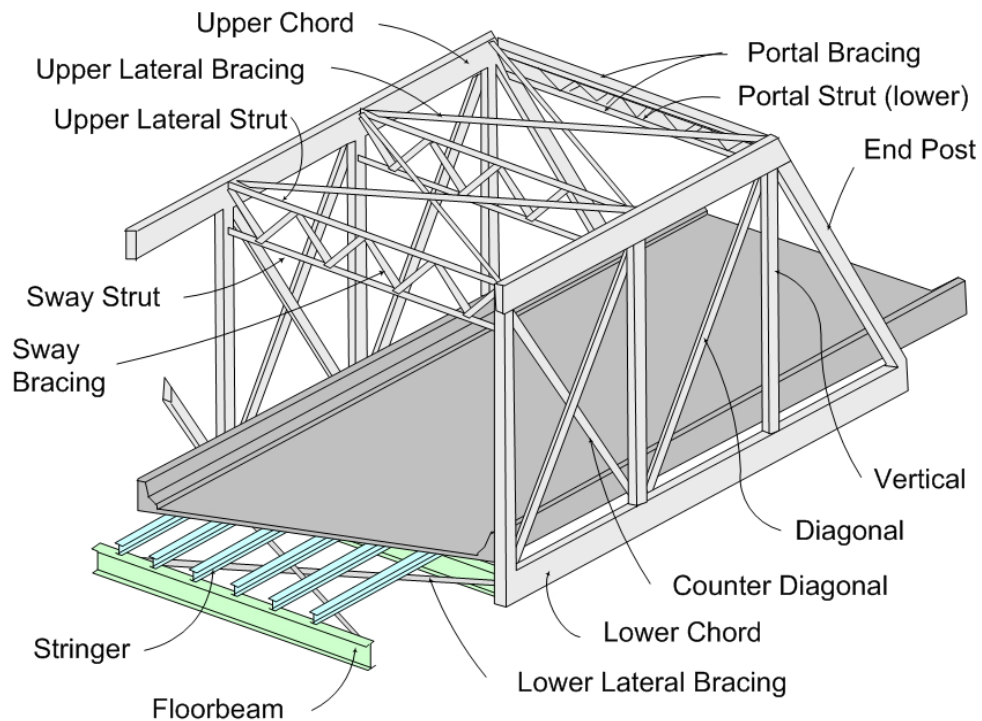 Upper Chord
Upper Lateral Bracing
Upper Lateral Strut
Portal Bracing
Portal Strut (lower)
End Post
Sway Strut
Sway
Bracing
Vertical
Diagonal
Counter Diagonal
Lower Chord
Lower Lateral Bracing
Stringer
Floorbeam